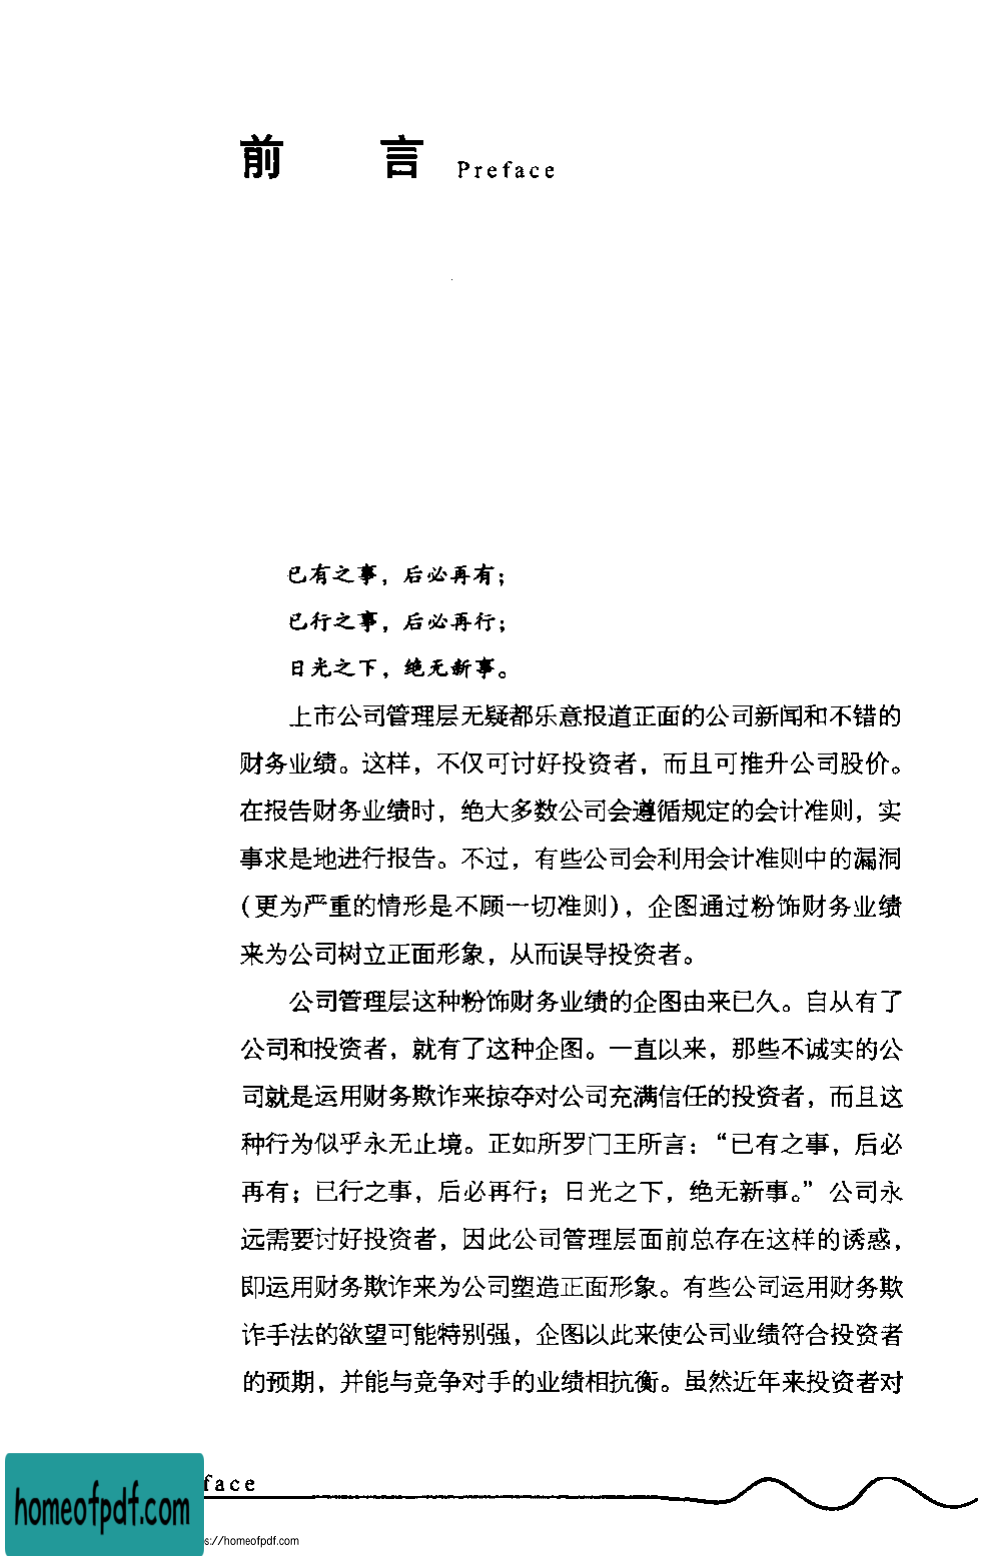 前 言 Preface
已有之事，后必再有；
已行之事，后必再行；
日光之下，绝无新事。
上市公司管理层无疑都乐意报道正面的公司新闻和不错的
财务业绩。这样，不仅可讨好投资者，而且可推升公司股价。
在报告财务业绩时，绝大多数公司会遵循规定的会计准则，实
事求是地进行报告。不过，有些公司会利用会计准则中的漏洞
(更为严重的情形是不顾一切准则)，企图通过粉饰财务业绩
来为公司树立正面形象，从而误导投资者。
公司管理层这种粉饰财务业绩的企图由来已久。自从有了
公司和投资者，就有了这种企图。一直以来，那些不诚实的公
司就是运用财务欺诈来掠夺对公司充满信任的投资者，而且这
种行为似乎永无止境。正如所罗门王所言：“已有之事，后必
再有；已行之事，后必再行；日光之下，绝无新事。”公司永
远需要讨好投资者，因此公司管理层面前总存在这样的诱惑，
即运用财务欺诈来为公司塑造正面形象。有些公司运用财务欺
诈手法的欲望可能特别强，企图以此来使公司业绩符合投资者
的预期，并能与竞争对手的业绩相抗衡。虽然近年来投资者对
face
homeofpdf.com
s://homeofpdf.com